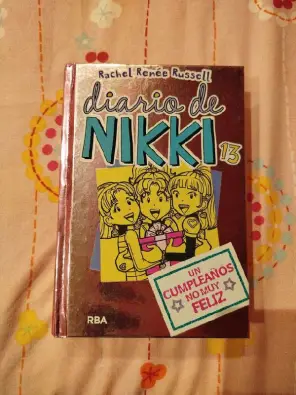 Rachel Renée Russell
diario de
NIKKI 13
UN
CUMPLEAÑOS
NO MUY
FELIZ
RBA